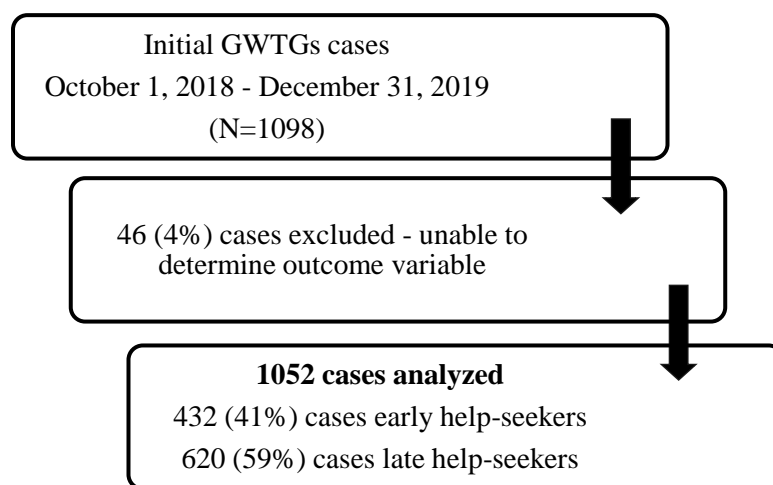 Initial GWTGs cases
October 1, 2018 - December 31, 2019
(N=1098)
46 (4%) cases excluded - unable to
determine outcome variable
1052 cases analyzed
432 (41%) cases early help-seekers
620 (59%) cases late help-seekers